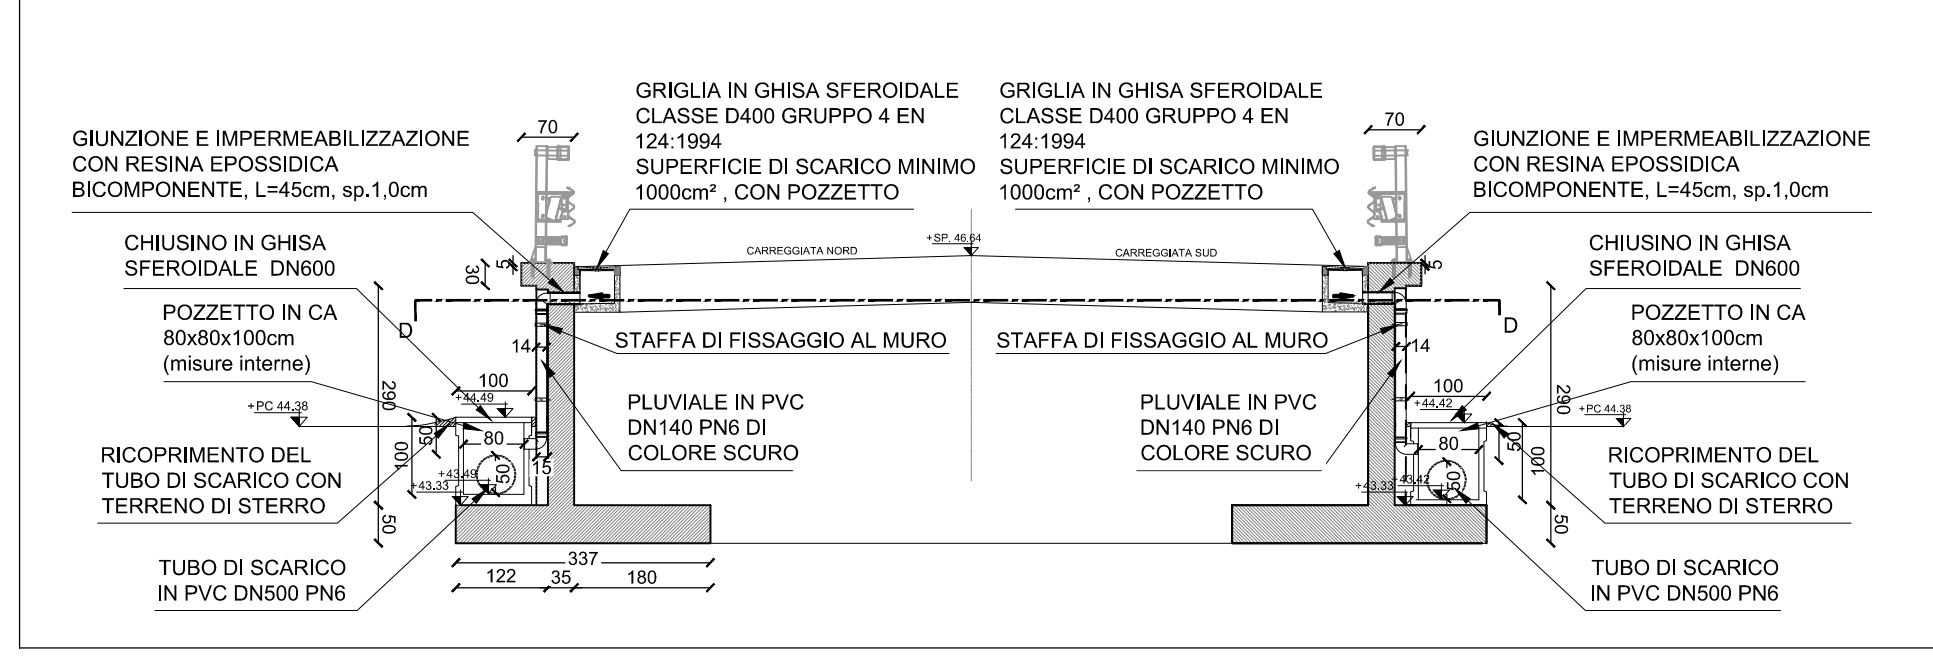 GRIGLIA IN GHISA SFEROIDALE
CLASSE D400 GRUPPO 4 EN
124:1994
SUPERFICIE DI SCARICO MINIMO
1000cm² , CON POZZETTO
GRIGLIA IN GHISA SFEROIDALE
CLASSE D400 GRUPPO 4 EN
124:1994
SUPERFICIE DI SCARICO MINIMO
1000cm² , CON POZZETTO
70
70
GIUNZIONE E IMPERMEABILIZZAZIONE
CON RESINA EPOSSIDICA
BICOMPONENTE, L=45cm, sp.1,0cm
GIUNZIONE E IMPERMEABILIZZAZIONE
CON RESINA EPOSSIDICA
BICOMPONENTE, L=45cm, sp.1,0cm
CHIUSINO IN GHISA
SFEROIDALE DN600
CARREGGIATA NORD
+SP. 46.64
CARREGGIATA SUD
CHIUSINO IN GHISA
SFEROIDALE DN600
30
5
5
POZZETTO IN CA
80x80x100cm
(misure interne)
D
D
POZZETTO IN CA
80x80x100cm
(misure interne)
14
STAFFA DI FISSAGGIO AL MURO
STAFFA DI FISSAGGIO AL MURO
14
290
100
+44.49
+PC 44.38
PLUVIALE IN PVC
DN140 PN6 DI
COLORE SCURO
PLUVIALE IN PVC
DN140 PN6 DI
COLORE SCURO
100
+44.42
290
+PC 44.38
50
80
100
15
50
+43.49
+43.33
80
50
50
100
+43.33
+43.42
RICOPRIMENTO DEL
TUBO DI SCARICO CON
TERRENO DI STERRO
RICOPRIMENTO DEL
TUBO DI SCARICO CON
TERRENO DI STERRO
50
50
TUBO DI SCARICO
IN PVC DN500 PN6
337
122
35
180
TUBO DI SCARICO
IN PVC DN500 PN6